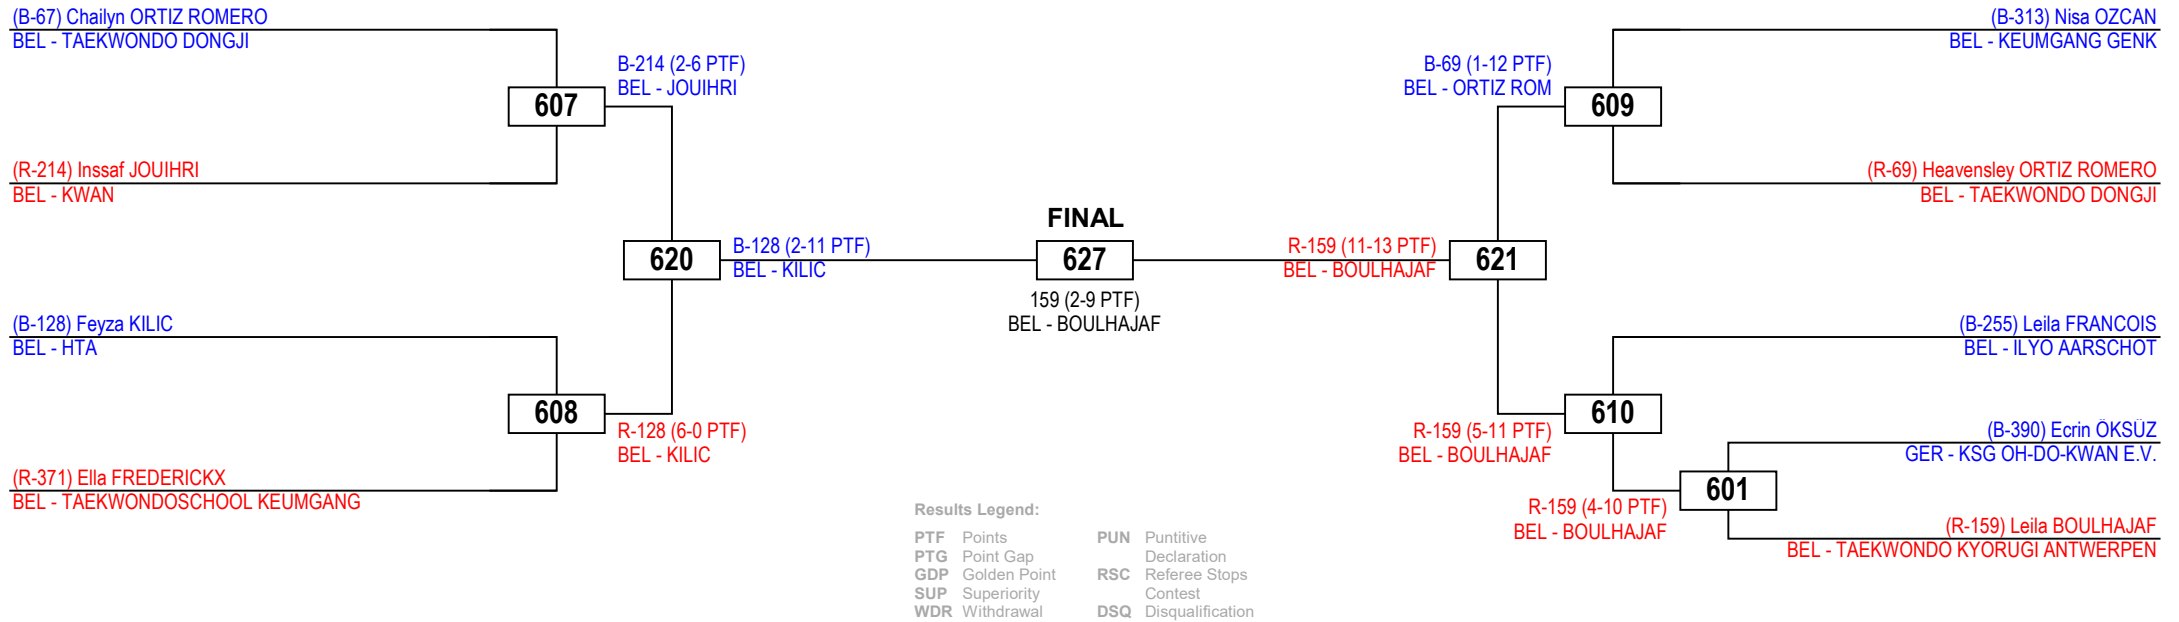 (B-67) Chailyn ORTIZ ROMERO
BEL - TAEKWONDO DONGJI
B-214 (2-6 PTF)
BEL - JOUIHRI
607
(R-214) Inssaf JOUIHRI
BEL - KWAN
620
B-128 (2-11 PTF)
BEL - KILIC
(B-128) Feyza KILIC
BEL - HTA
608
R-128 (6-0 PTF)
BEL - KILIC
(R-371) Ella FREDERICKX
BEL - TAEKWONDOSCHOOL KEUMGANG
FINAL
627
159 (2-9 PTF)
BEL - BOULHAJAF
(B-313) Nisa OZCAN
BEL - KEUMGANG GENK
B-69 (1-12 PTF)
BEL - ORTIZ ROM
609
(R-69) Heavensley ORTIZ ROMERO
BEL - TAEKWONDO DONGJI
R-159 (11-13 PTF)
BEL - BOULHAJAF
621
(B-255) Leila FRANCOIS
BEL - ILYO AARSCHOT
610
R-159 (5-11 PTF)
BEL - BOULHAJAF
(B-390) Ecrin ÖKSÜZ
GER - KSG OH-DO-KWAN E.V.
601
R-159 (4-10 PTF)
BEL - BOULHAJAF
(R-159) Leila BOULHAJAF
BEL - TAEKWONDO KYORUGI ANTWERPEN
Results Legend:
PTF Points
PTG Point Gap
GDP Golden Point
SUP Superiority
WDR Withdrawal
PUN Puntitive
Declaration
RSC Referee Stops
Contest
DSQ Disqualification